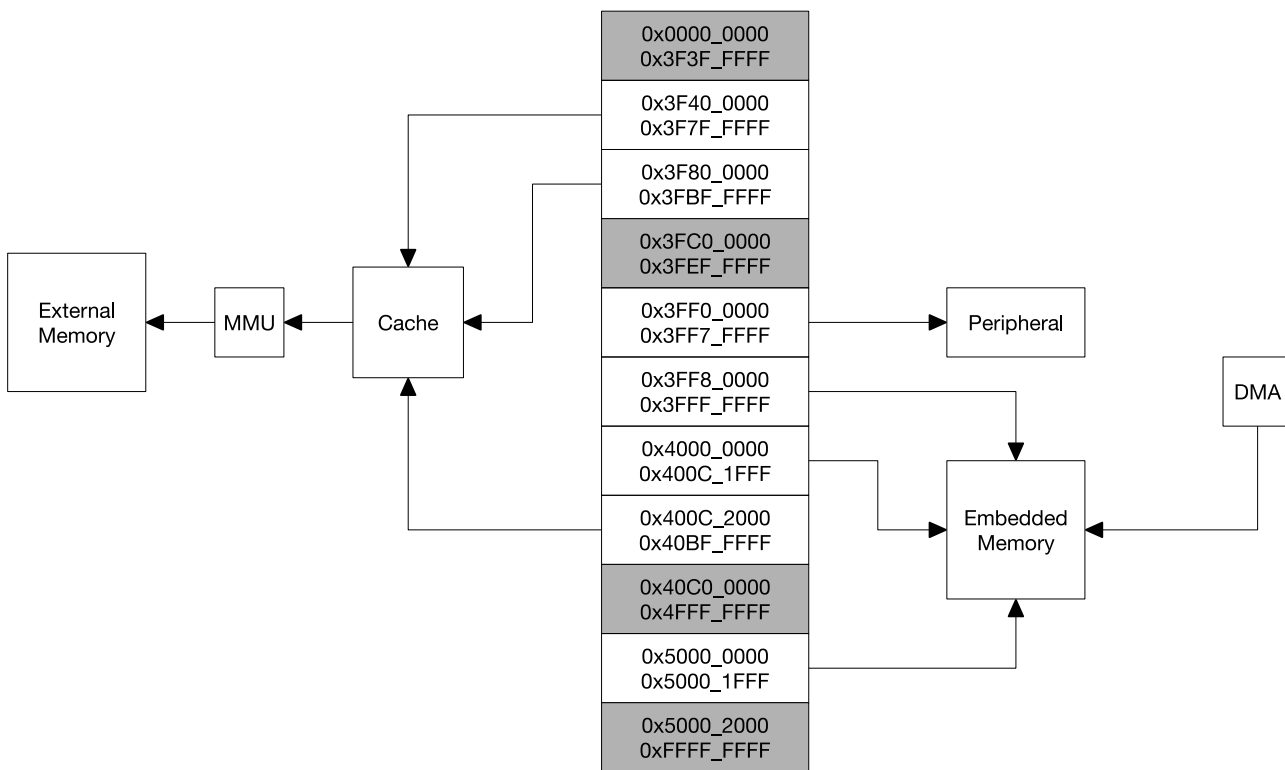 0x0000_0000
0x3F3F_FFFF
0x3F40_0000
0x3F7F_FFFF
0x3F80_0000
0x3FBF_FFFF
0x3FC0_0000
0x3FEF_FFFF
0x3FF0_0000
0x3FF7_FFFF
0x3FF8_0000
0x3FFF_FFFF
0x4000_0000
0x400C_1FFF
0x400C_2000
0x40BF_FFFF
0x40C0_0000
0x4FFF_FFFF
0x5000_0000
0x5000_1FFF
0x5000_2000
0xFFFF_FFFF
External
Memory
MMU
Cache
Peripheral
DMA
Embedded
Memory